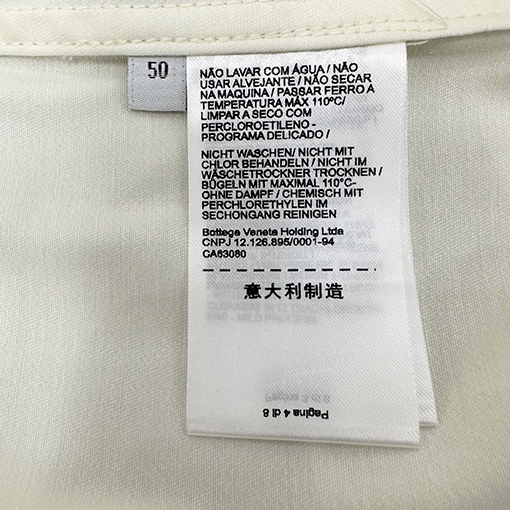 50
NÃO LAVAR COM ÁGUA / NÃO
USAR ALVEJANTE / NÃO SECAR
NA MAQUINA / PASSAR FERRO A
TEMPERATURA MÁX 110ºC/
LIMPAR A SECO COM
PERCLOROETILENO -
PROGRAMA DELICADO /
NICHT WASCHEN/ NICHT MIT
CHLOR BEHANDELN / NICHT IM
WÄSCHETROCKNER TROCKNEN /
BÜGELN MIT MAXIMAL 110°C-
OHNE DAMPF / CHEMISCH MIT
PERCHLORETHYLEN IM
SECHONGANG REINIGEN
Bottega Veneta Holding Ltda
CNPJ 12.126.895/0001-94
CA63080
意大利制造
Pagina 4 di 8